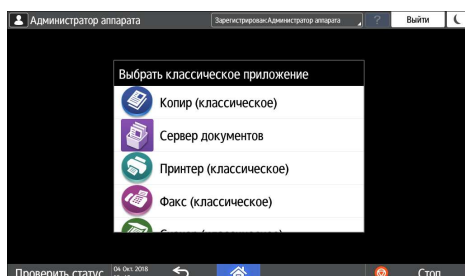 Администратор аппарата
Зарегистрирован:Администратор аппарата
?
Выйти
Выбрать классическое приложение
Копир (классическое)
Сервер документов
Принтер (классическое)
Факс (классическое)
Проверить статус
04 Окт. 2018
Стоп